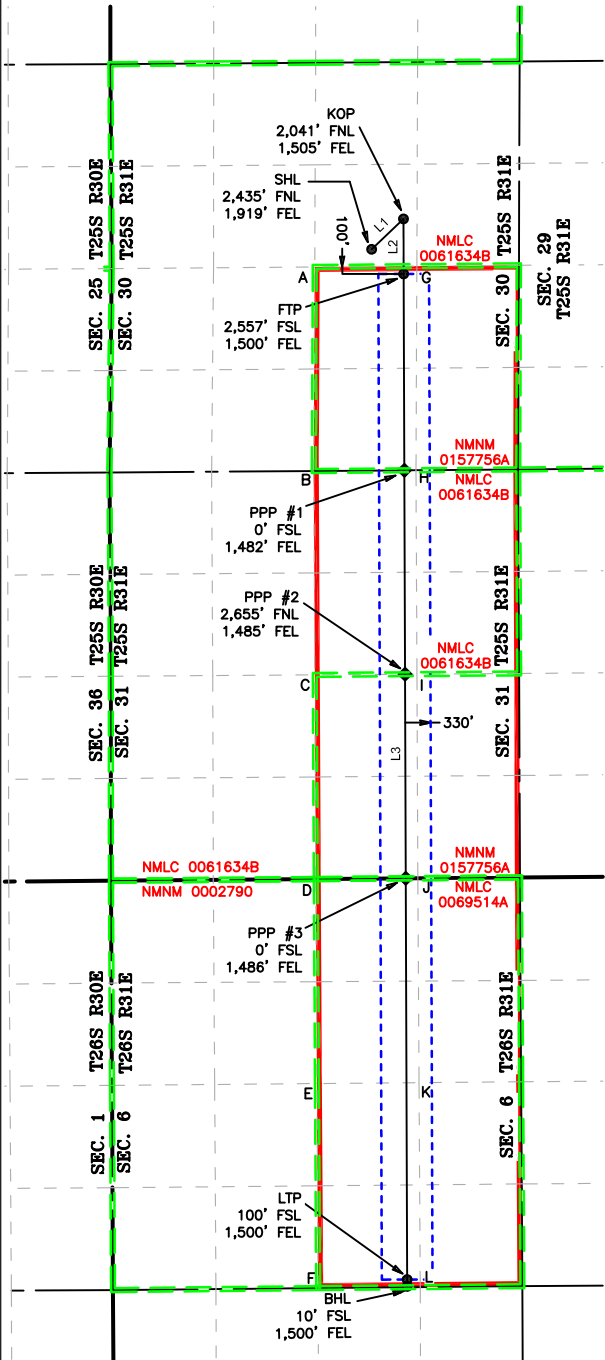 KOP
2,041' FNL
1,505' FEL
SHL
2,435' FNL
1,919' FEL
L1
L2
100'
SEC. 25 T25S R30E
SEC. 30 T25S R31E
NMLC
0061634B
SEC. 30 T25S R31E
SEC. 29
T25S R31E
A
G
FTP
2,557' FSL
1,500' FEL
NMNM
0157756A
B
H
NMLC
0061634B
PPP #1
0' FSL
1,482' FEL
PPP #2
2,655' FNL
1,485' FEL
SEC. 36 T25S R30E
SEC. 31 T25S R31E
NMLC
0061634B
SEC. 31 T25S R31E
C
I
330'
L3
NMLC 0061634B
NMNM 0002790
NMNM
0157756A
D
J
NMLC
0069514A
PPP #3
0' FSL
1,486' FEL
SEC. 1 T26S R30E
SEC. 6 T26S R31E
SEC. 6 T26S R31E
E
K
LTP
100' FSL
1,500' FEL
F
L
BHL
10' FSL
1,500' FEL